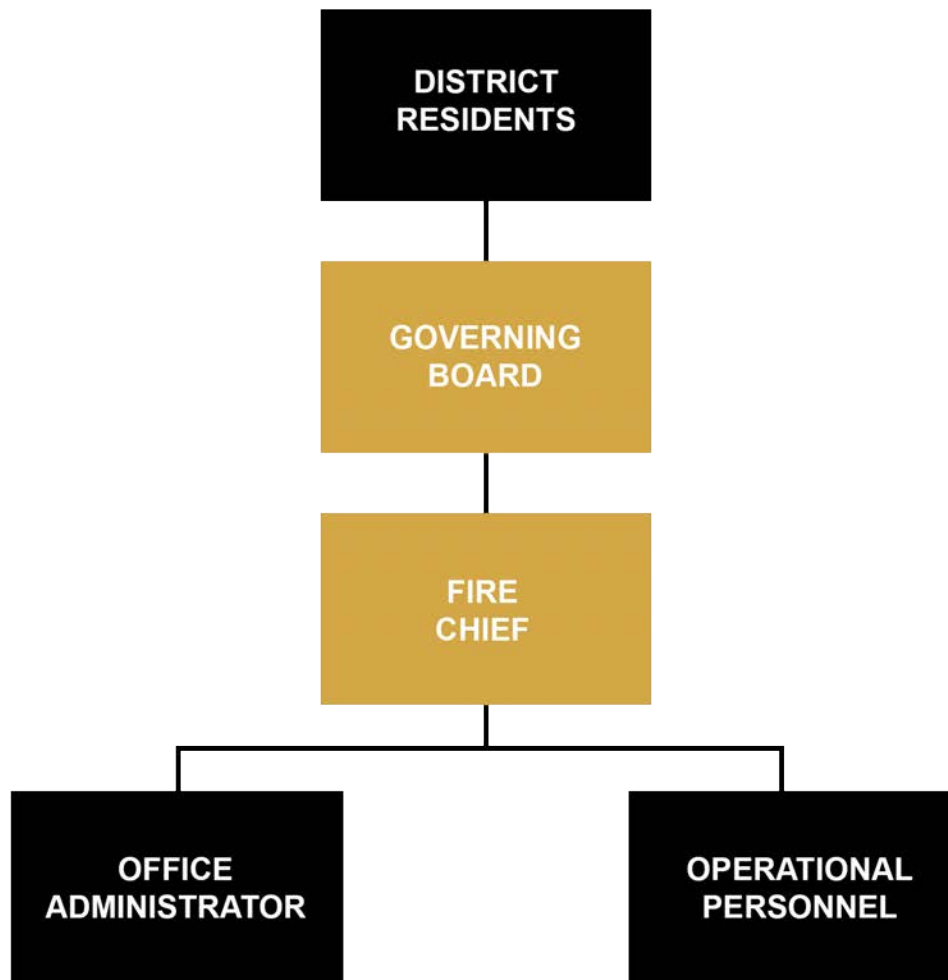 DISTRICT
RESIDENTS
GOVERNING
BOARD
FIRE
CHIEF
OFFICE
ADMINISTRATOR
OPERATIONAL
PERSONNEL